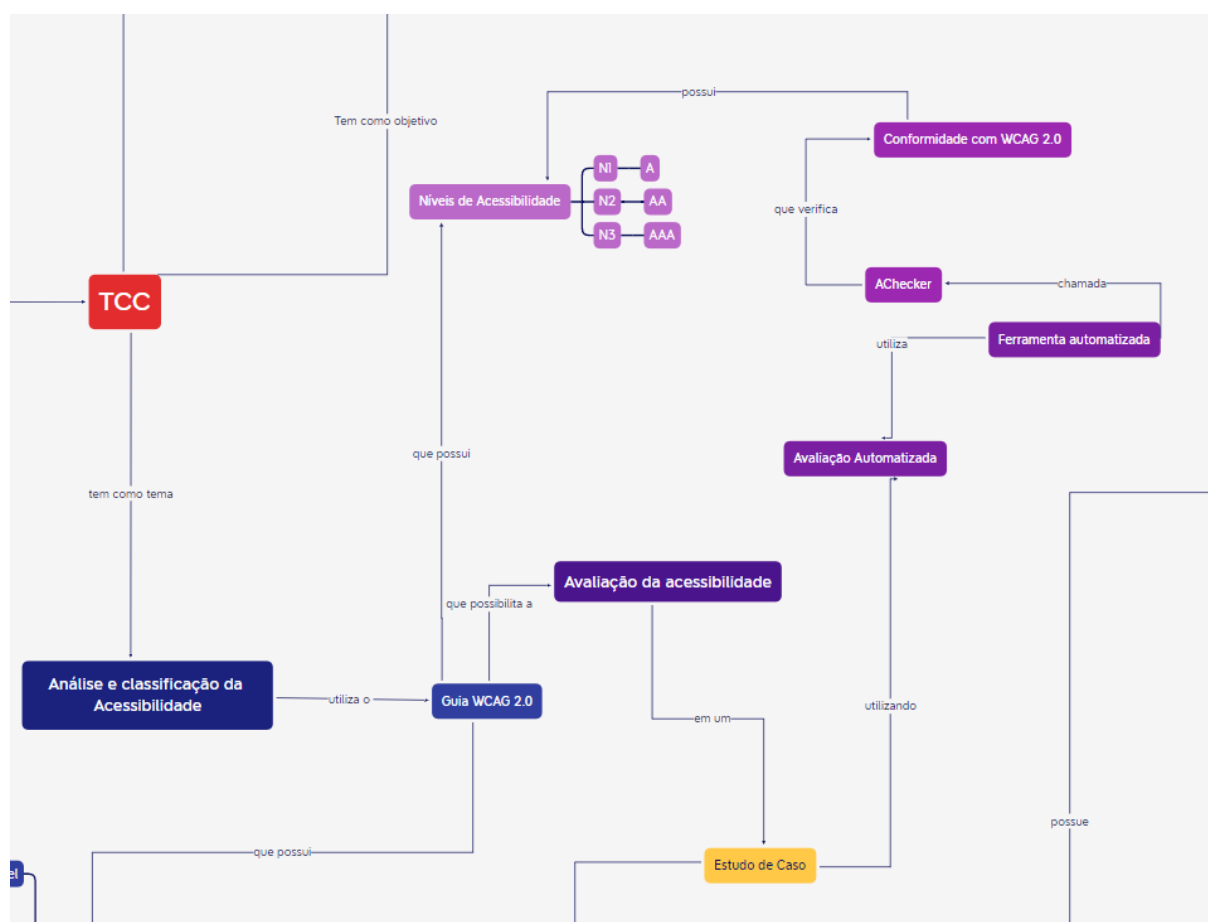 possui
Tem como objetivo
Conformidade com WCAG 2.0
N1
A
Níveis de Acessibilidade
N2
AA
que verifica
N3
AAA
AChecker
chamada
TCC
Ferramenta automatizada
utiliza
que possui
Avaliação Automatizada
tem como tema
Avaliação da acessibilidade
que possibilita a
Análise e classificação da
Acessibilidade
utiliza o
Guia WCAG 2.0
utilizando
em um
possue
que possui
Estudo de Caso
el